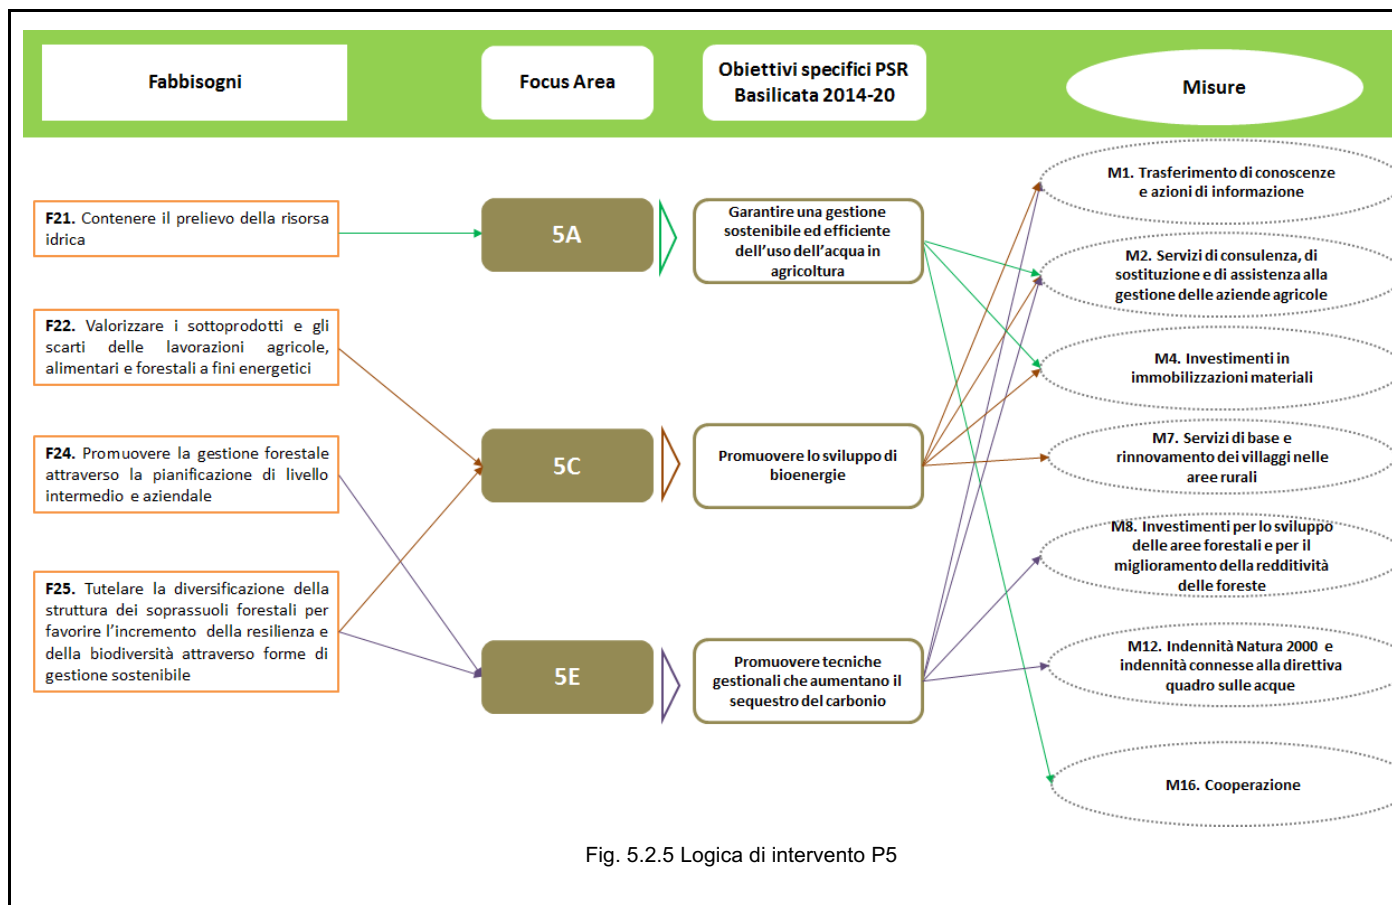 Fabbisogni
Focus Area
Obiettivi specifici PSR
Basilicata 2014-20
Misure
F21. Contenere il prelievo della risorsa
idrica
5A
Garantire una gestione
sostenibile ed efficiente
dell'uso dell'acqua in
agricoltura
F22. Valorizzare i sottoprodotti e gli
scarti delle lavorazioni agricole,
alimentari e forestali a fini energetici
F24. Promuovere la gestione forestale
attraverso la pianificazione di livello
intermedio e aziendale
5C
Promuovere lo sviluppo di
bioenergie
F25. Tutelare la diversificazione della
struttura dei soprassuoli forestali per
favorire l'incremento della resilienza e
della biodiversità attraverso forme di
gestione sostenibile
5E
Promuovere tecniche
gestionali che aumentano il
sequestro del carbonio
M1. Trasferimento di conoscenze
e azioni di informazione
M2. Servizi di consulenza, di
sostituzione e di assistenza alla
gestione delle aziende agricole
M4. Investimenti in
immobilizzazioni materiali
M7. Servizi di base e
rinnovamento dei villaggi nelle
aree rurali
M8. Investimenti per lo sviluppo
delle aree forestali e per il
miglioramento della redditività
delle foreste
M12. Indennità Natura 2000 e
indennità connesse alla direttiva
quadro sulle acque
M16. Cooperazione
Fig. 5.2.5 Logica di intervento P5